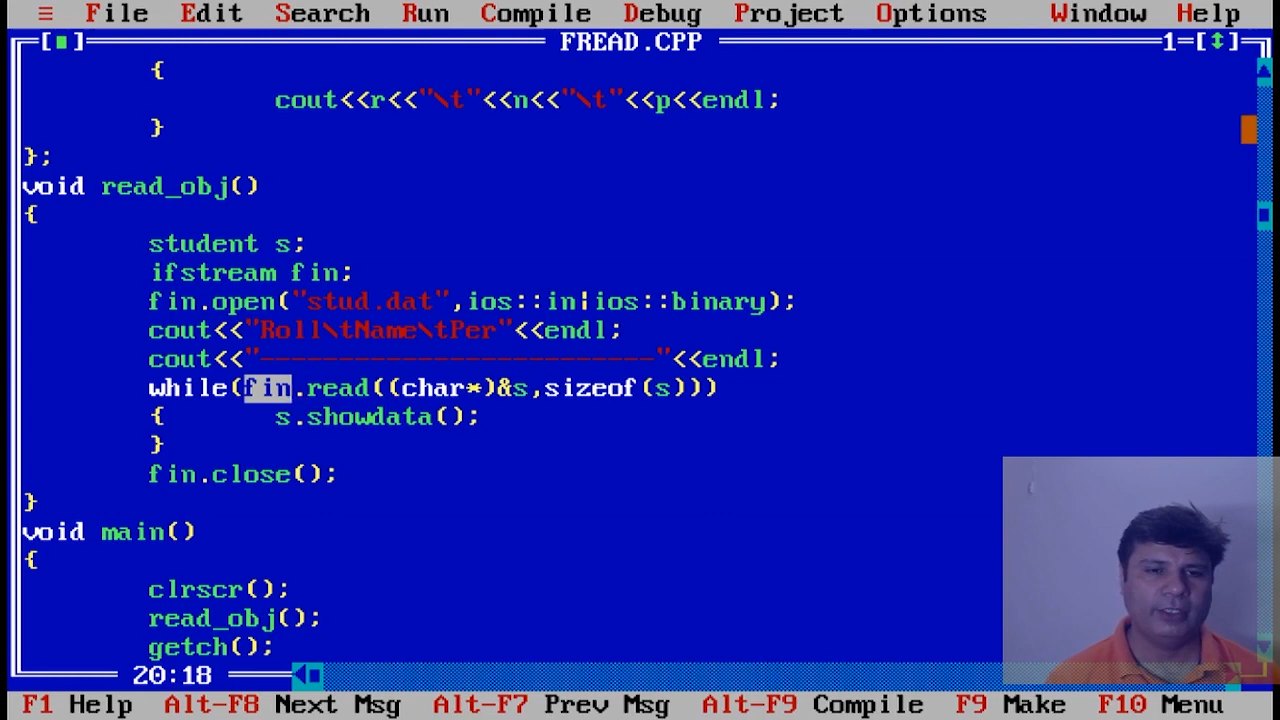 ≡ File Edit Search Run Compile Debug Project Options Window Help
[■] FREAD.CPP 1=[↕]
{
cout<<r<<"\t"<<n<<"\t"<<p<<endl;
}
};
void read_obj()
{
student s;
ifstream fin;
fin.open("stud.dat",ios::in|ios::binary);
cout<<"Roll\tName\tPer"<<endl;
cout<<"-------------------------"<<endl;
while(fin.read((char*)&s,sizeof(s)))
{ s.showdata();
}
fin.close();
}
void main()
{
clrscr();
read_obj();
getch();
20:18
F1 Help Alt-F8 Next Msg Alt-F7 Prev Msg Alt-F9 Compile F9 Make F10 Menu